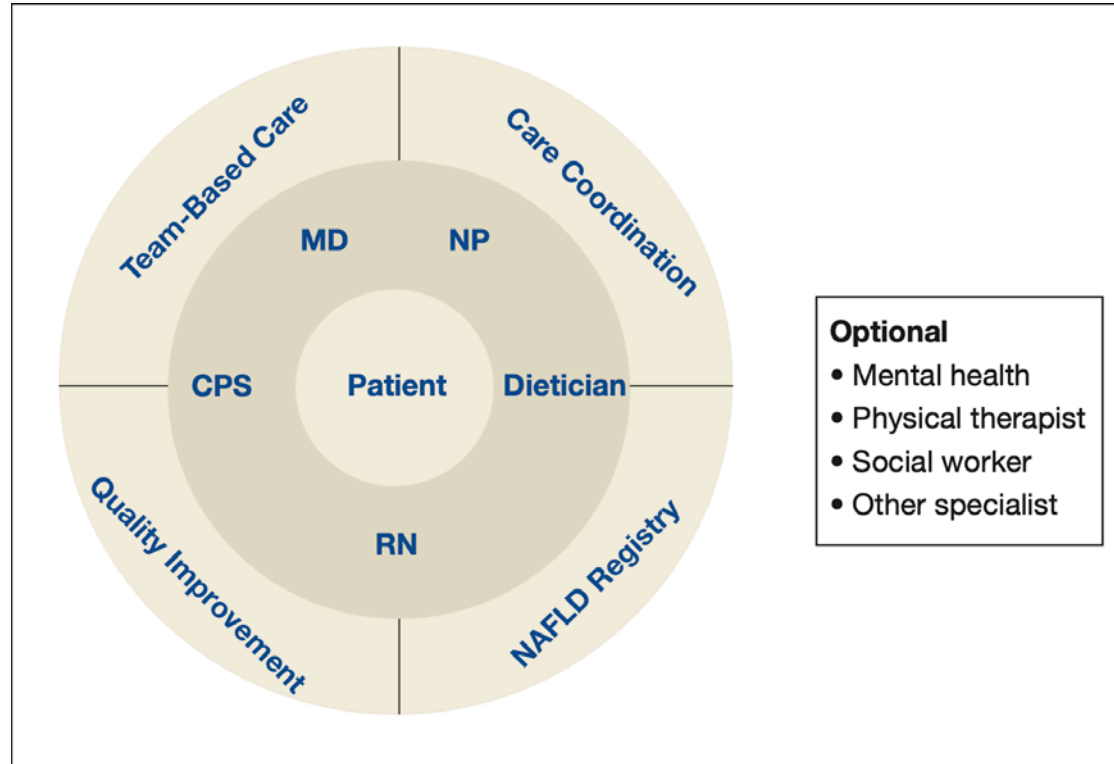 Team-Based Care
Care Coordination
MD
NP
CPS
Patient
Dietician
RN
Quality Improvement
NAFLD Registry
Optional
• Mental health
• Physical therapist
• Social worker
• Other specialist